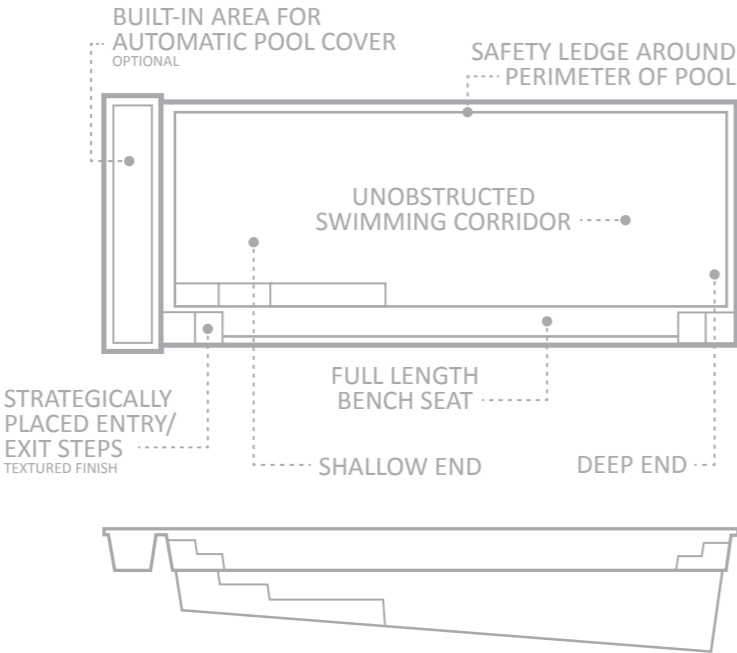 BUILT-IN AREA FOR
AUTOMATIC POOL COVER
OPTIONAL
SAFETY LEDGE AROUND
PERIMETER OF POOL
UNOBSTRUCTED
SWIMMING CORRIDOR
STRATEGICALLY
PLACED ENTRY/
EXIT STEPS
TEXTURED FINISH
FULL LENGTH
BENCH SEAT
SHALLOW END
DEEP END